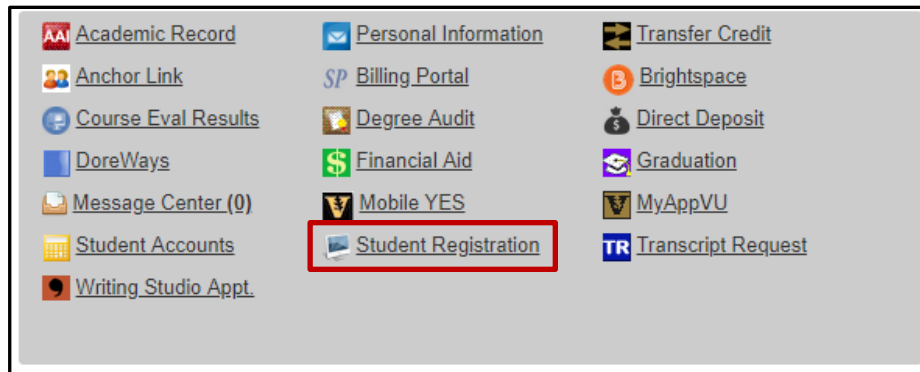 AAI Academic Record
Personal Information
Transfer Credit
Anchor Link
SP Billing Portal
B Brightspace
Course Eval Results
Degree Audit
$ Direct Deposit
DoreWays
$ Financial Aid
Graduation
Message Center (0)
V Mobile YES
V MyAppVU
Student Accounts
Student Registration
TR Transcript Request
Writing Studio Appt.